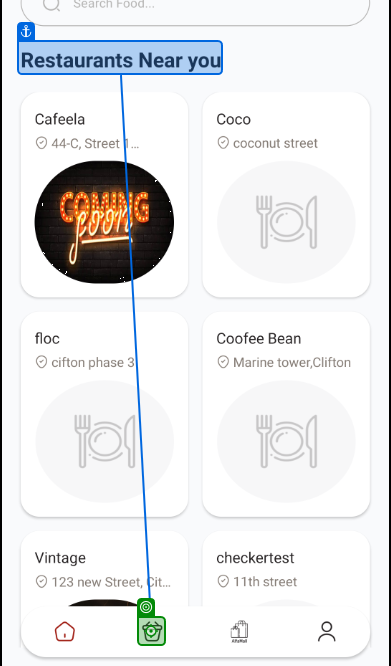 Search Food...
Restaurants Near you
Cafeela
44-C, Street 1...
COMING
soon
Coco
coconut street
floc
cifton phase 3
Coofee Bean
Marine tower,Clifton
Vintage
123 new Street, Cit...
checkertest
11th street
AlfaMall